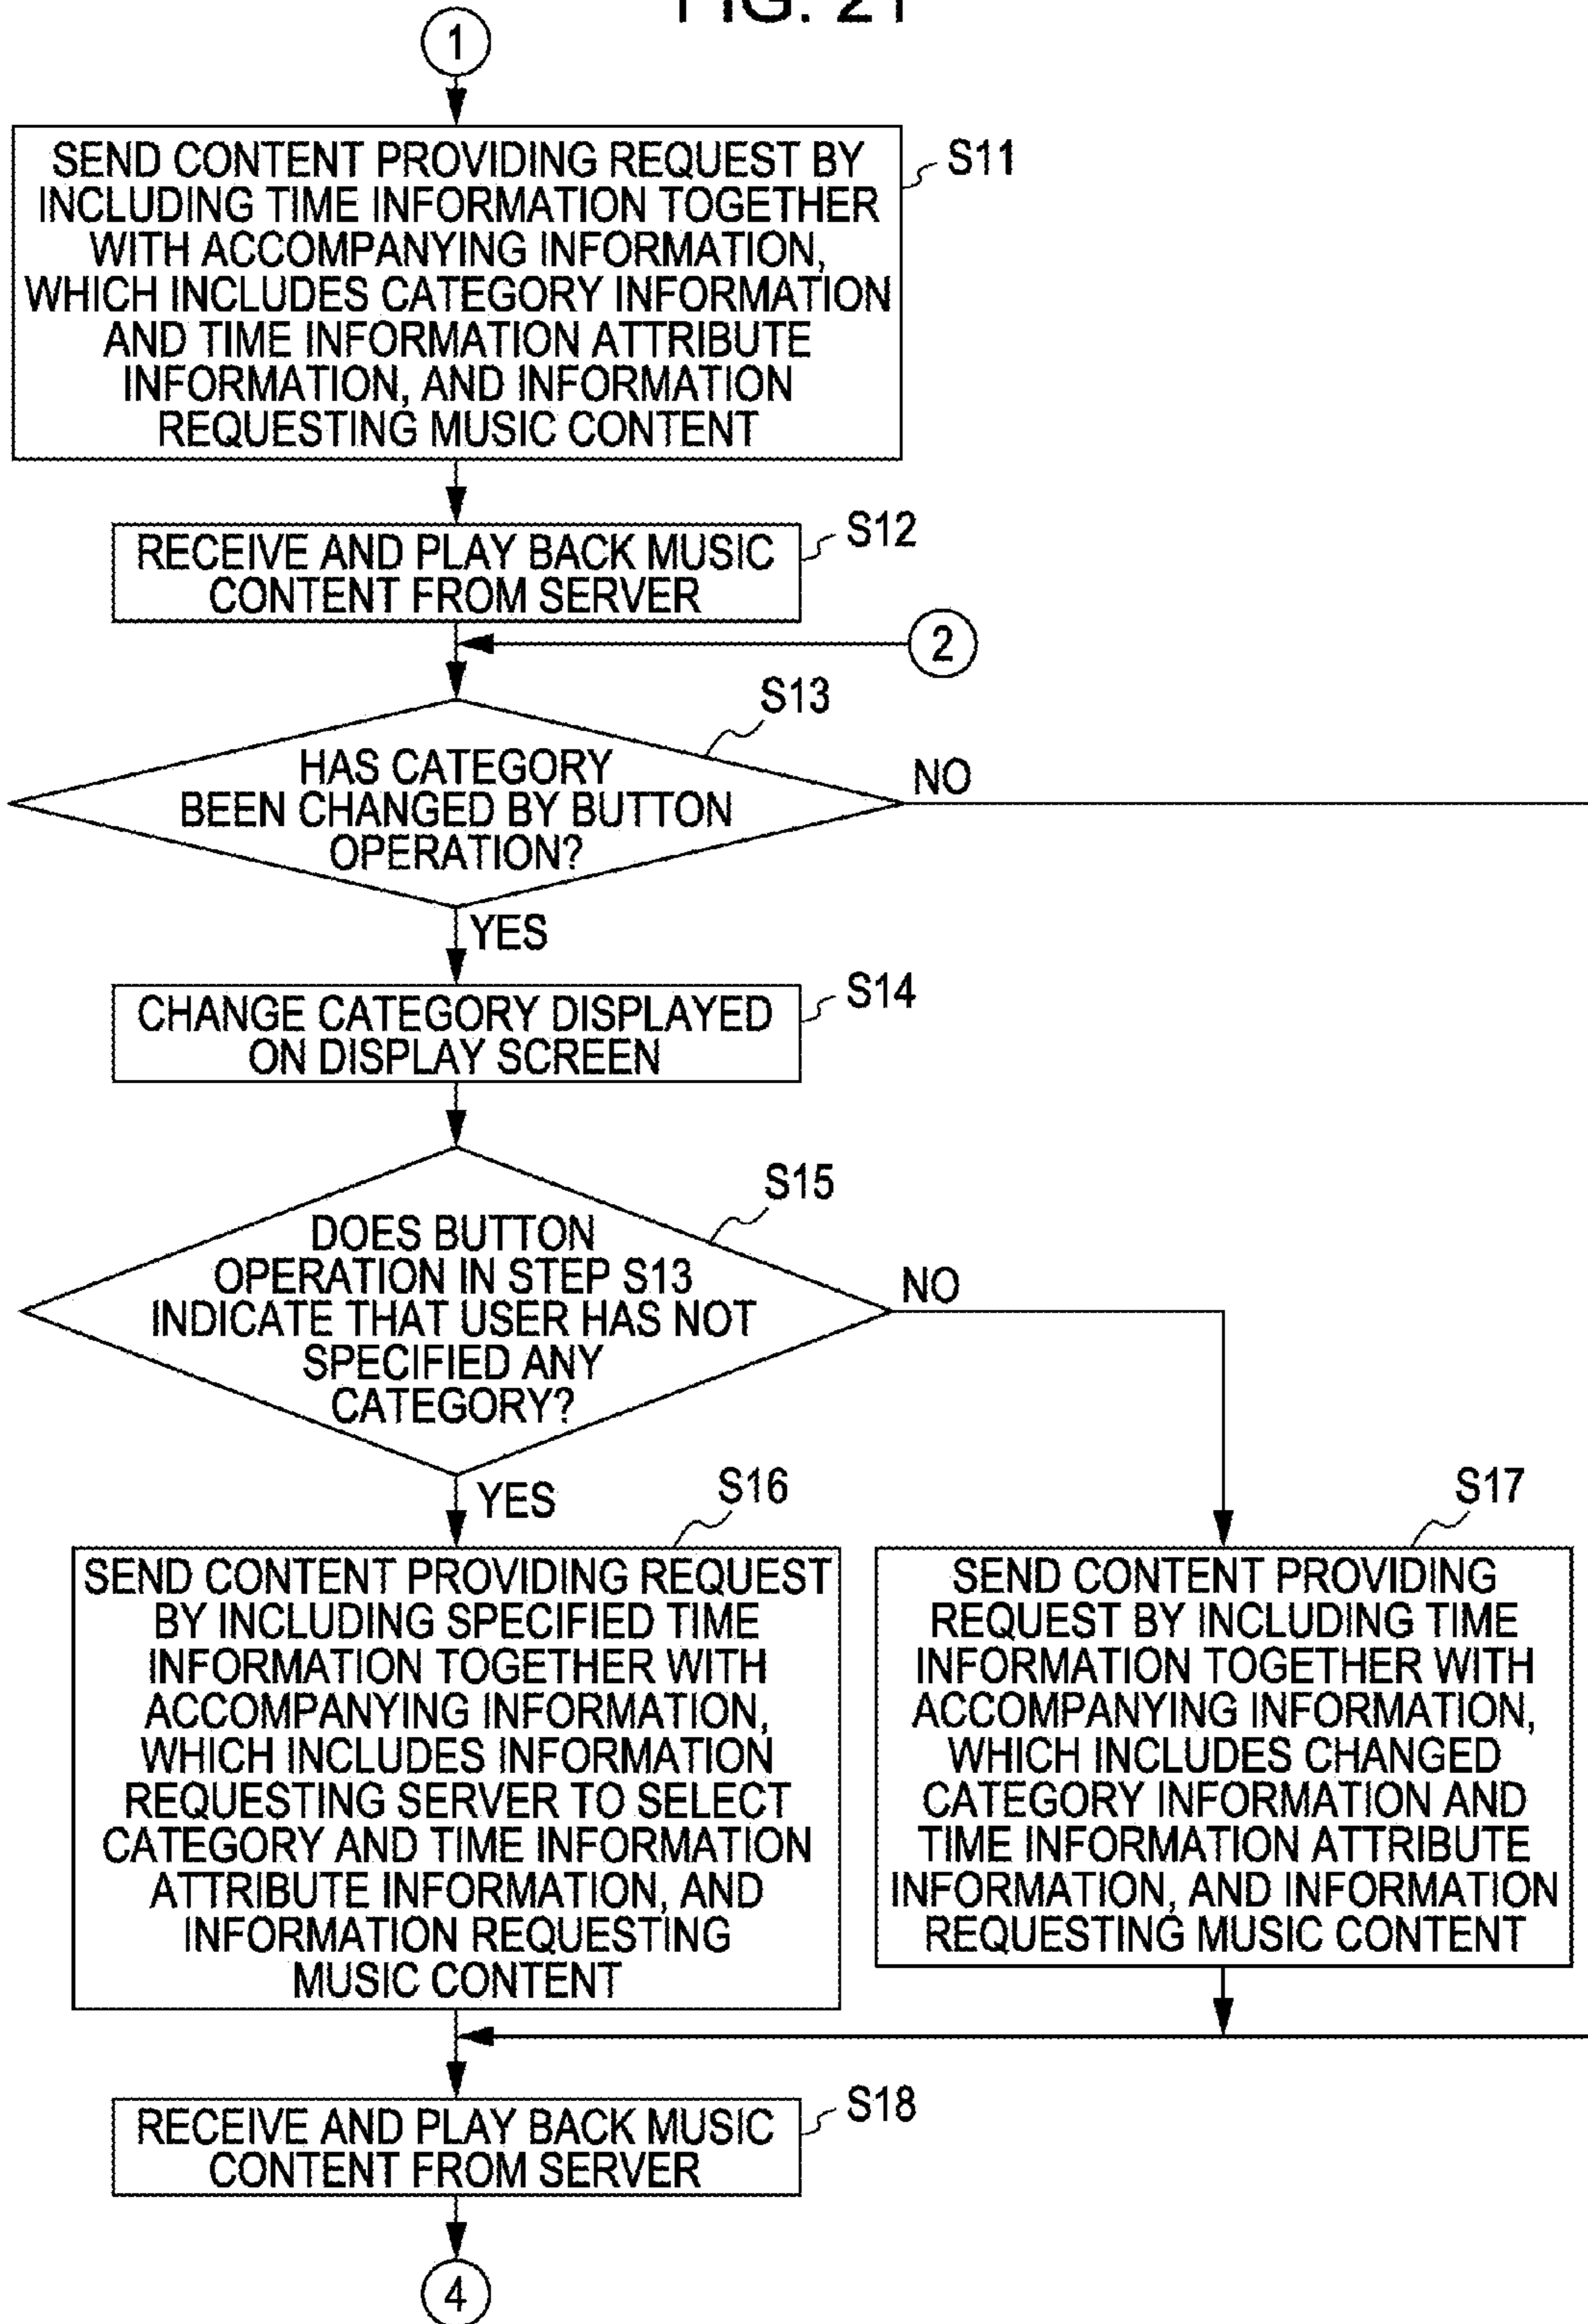 FIG. 21
1
SEND CONTENT PROVIDING REQUEST BY
INCLUDING TIME INFORMATION TOGETHER
WITH ACCOMPANYING INFORMATION,
WHICH INCLUDES CATEGORY INFORMATION
AND TIME INFORMATION ATTRIBUTE
INFORMATION, AND INFORMATION
REQUESTING MUSIC CONTENT
S11
RECEIVE AND PLAY BACK MUSIC
CONTENT FROM SERVER
S12
2
S13
HAS CATEGORY
BEEN CHANGED BY BUTTON
OPERATION?
NO
YES
CHANGE CATEGORY DISPLAYED
ON DISPLAY SCREEN
S14
S15
DOES BUTTON
OPERATION IN STEP S13
INDICATE THAT USER HAS NOT
SPECIFIED ANY
CATEGORY?
NO
YES
S16
SEND CONTENT PROVIDING REQUEST
BY INCLUDING SPECIFIED TIME
INFORMATION TOGETHER WITH
ACCOMPANYING INFORMATION,
WHICH INCLUDES INFORMATION
REQUESTING SERVER TO SELECT
CATEGORY AND TIME INFORMATION
ATTRIBUTE INFORMATION, AND
INFORMATION REQUESTING
MUSIC CONTENT
S17
SEND CONTENT PROVIDING
REQUEST BY INCLUDING TIME
INFORMATION TOGETHER WITH
ACCOMPANYING INFORMATION,
WHICH INCLUDES CHANGED
CATEGORY INFORMATION AND
TIME INFORMATION ATTRIBUTE
INFORMATION, AND INFORMATION
REQUESTING MUSIC CONTENT
RECEIVE AND PLAY BACK MUSIC
CONTENT FROM SERVER
S18
4